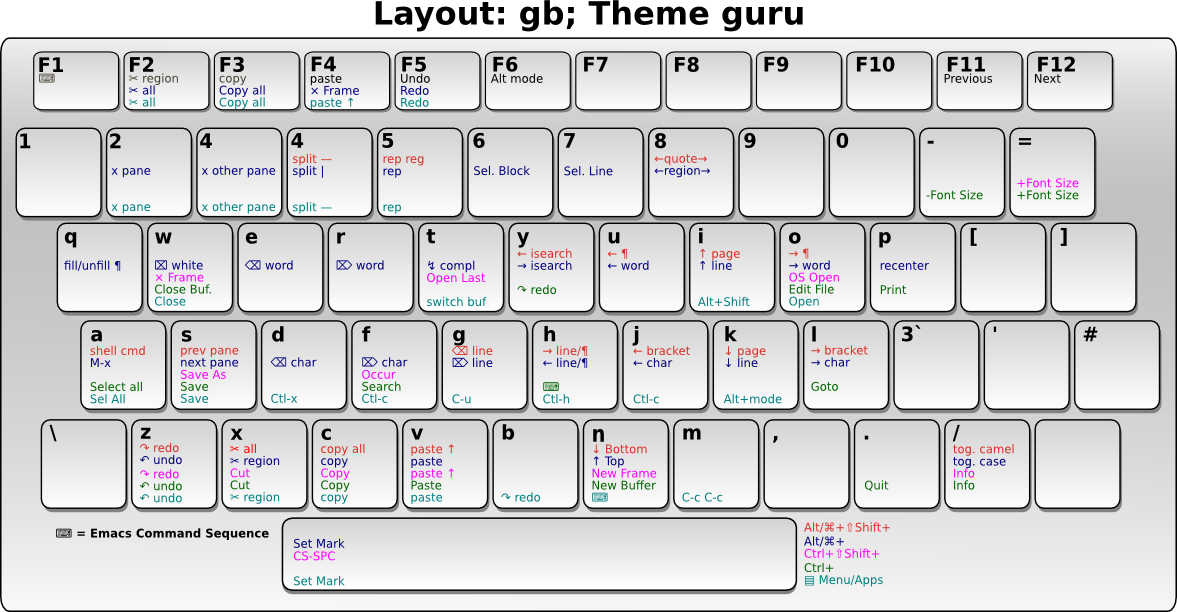 Layout: gb; Theme guru
F1
⌨
F2
✂ region
✂ all
✂ all
F3
copy
Copy all
Copy all
F4
paste
× Frame
paste ↑
F5
Undo
Redo
Redo
F6
Alt mode
F7
F8
F9
F10
F11
Previous
F12
Next
1
2
x pane
x pane
4
x other pane
x other pane
4
split —
split |
split —
5
rep reg
rep
rep
6
Sel. Block
7
Sel. Line
8
←quote→
←region→
9
0
-
-Font Size
=
+Font Size
+Font Size
q
fill/unfill ¶
w
⌧ white
× Frame
Close Buf.
Close
e
⌫ word
r
⌦ word
t
↯ compl
Open Last
switch buf
y
← isearch
→ isearch
↷ redo
u
← ¶
← word
i
↑ page
↑ line
Alt+Shift
o
→ ¶
→ word
OS Open
Edit File
Open
p
recenter
Print
[
]
a
shell cmd
M-x
Select all
Sel All
s
prev pane
next pane
Save As
Save
Save
d
⌫ char
Ctl-x
f
⌦ char
Occur
Search
Ctl-c
g
⌫ line
⌦ line
C-u
h
→ line/¶
← line/¶
⌨
Ctl-h
j
← bracket
← char
Ctl-c
k
↓ page
↓ line
Alt+mode
l
→ bracket
→ char
Goto
3`
'
#
\
z
↷ redo
↶ undo
↷ redo
↶ undo
↶ undo
x
✂ all
✂ region
Cut
Cut
✂ region
c
copy all
copy
Copy
Copy
copy
v
paste ↑
paste
paste ↑
Paste
paste
b
↷ redo
n
↓ Bottom
↑ Top
New Frame
New Buffer
⌨
m
C-c C-c
,
.
Quit
/
tog. camel
tog. case
Info
Info
⌨ = Emacs Command Sequence
Set Mark
CS-SPC
Set Mark
Alt/⌘+⇧Shift+
Alt/⌘+
Ctrl+⇧Shift+
Ctrl+
▤ Menu/Apps